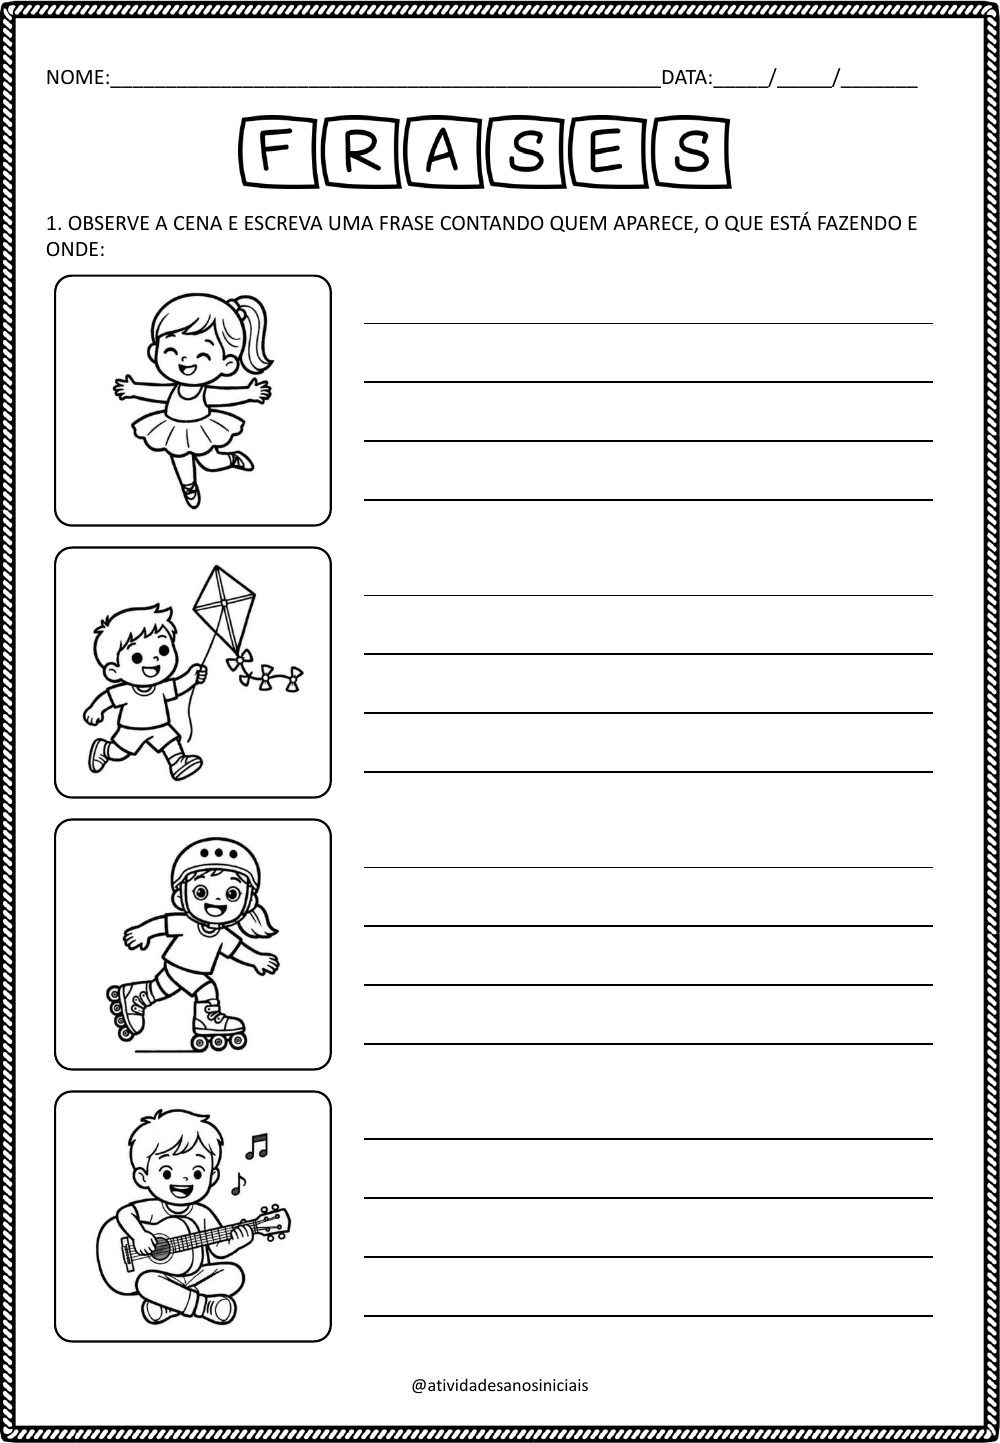 NOME:__________________________________________________DATA:_____/_____/_______
FRASES
1. OBSERVE A CENA E ESCREVA UMA FRASE CONTANDO QUEM APARECE, O QUE ESTÁ FAZENDO E
ONDE:
@atividadesanosiniciais